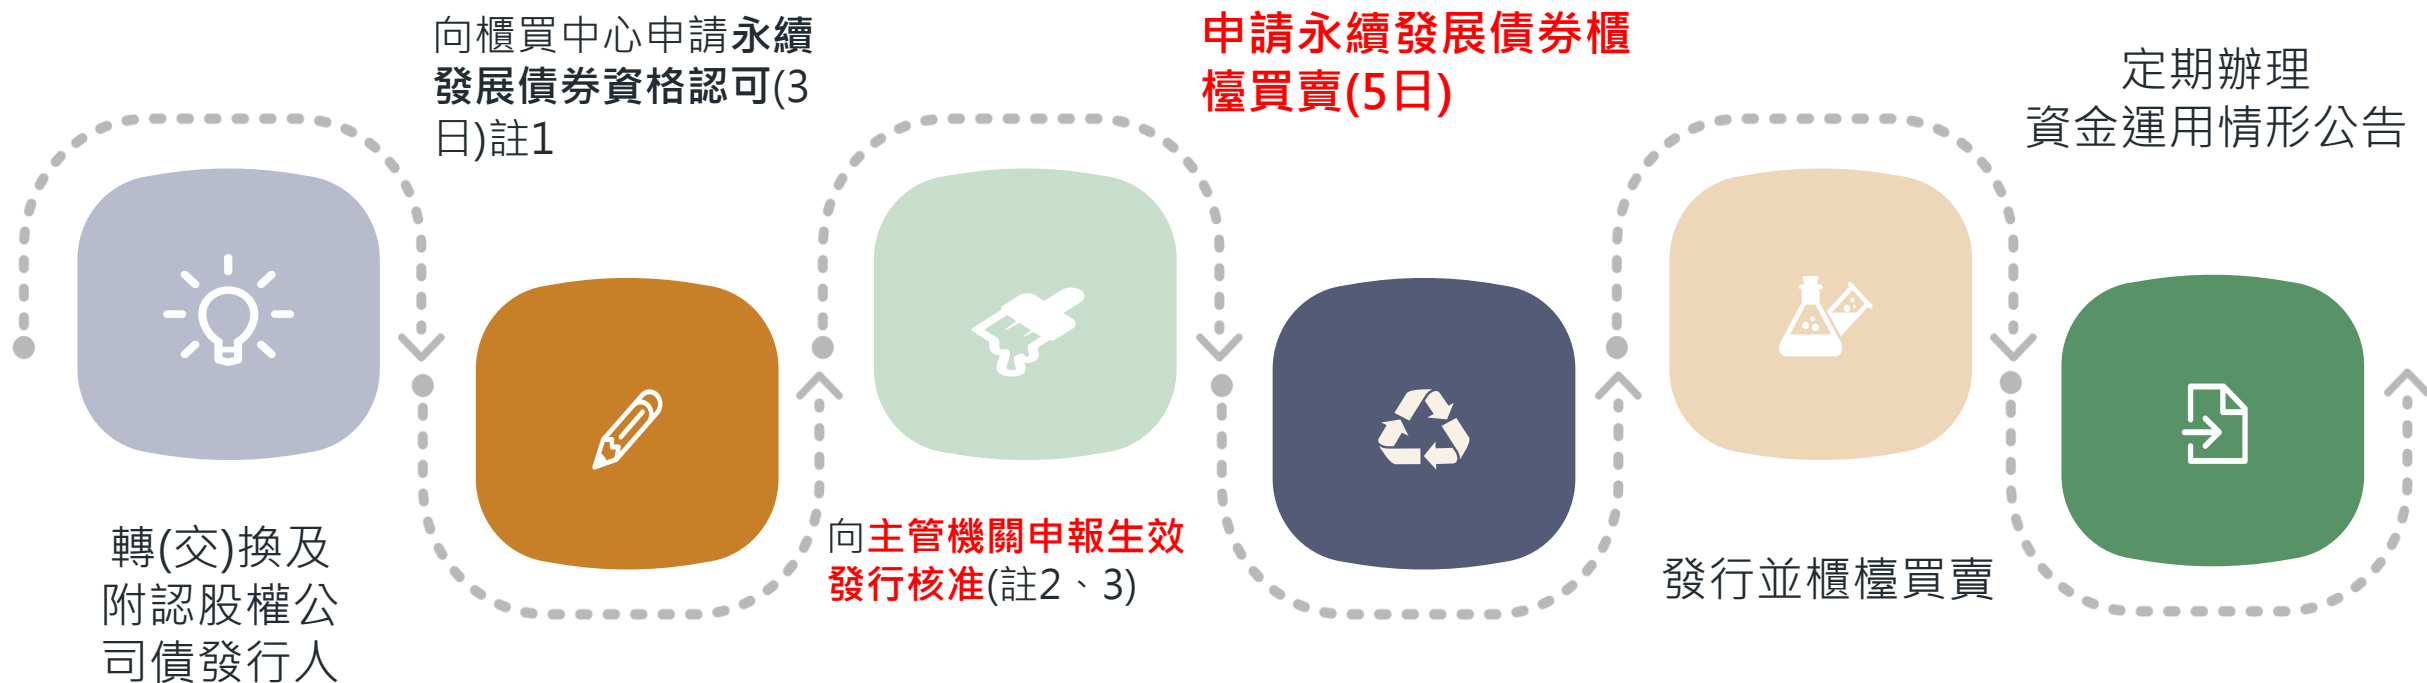 轉(交)換及
附認股權公
司債發行人
向櫃買中心申請永續
發展債券資格認可(3
日)註1
向主管機關申報生效
發行核准(註2、3)
申請永續發展債券櫃
檯買賣(5日)
發行並櫃檯買賣
定期辦理
資金運用情形公告